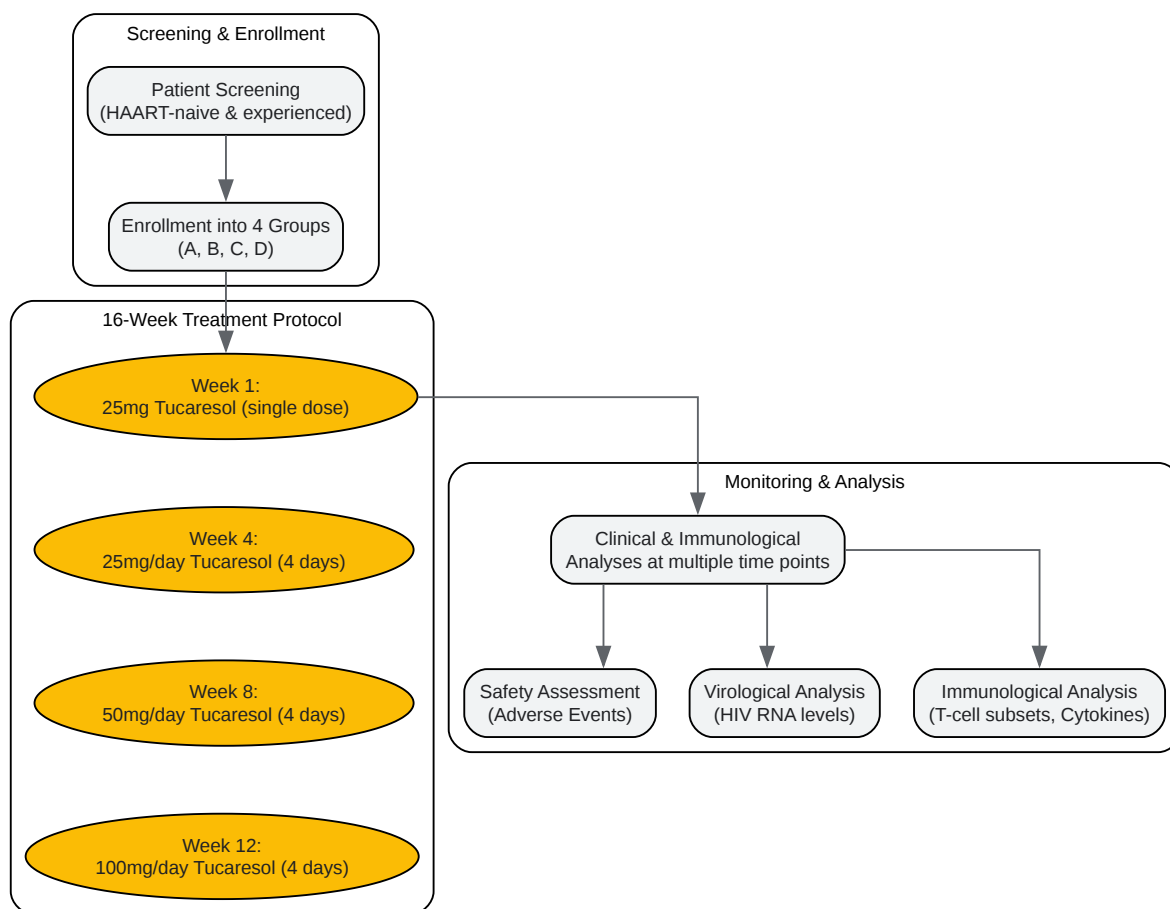 Screening & Enrollment
Patient Screening
(HAART-naive & experienced)
Enrollment into 4 Groups
(A, B, C, D)
16-Week Treatment Protocol
Week 1:
25mg Tucaresol (single dose)
Week 4:
25mg/day Tucaresol (4 days)
Week 8:
50mg/day Tucaresol (4 days)
Week 12:
100mg/day Tucaresol (4 days)
Monitoring & Analysis
Clinical & Immunological
Analyses at multiple time points
Safety Assessment
(Adverse Events)
Virological Analysis
(HIV RNA levels)
Immunological Analysis
(T-cell subsets, Cytokines)